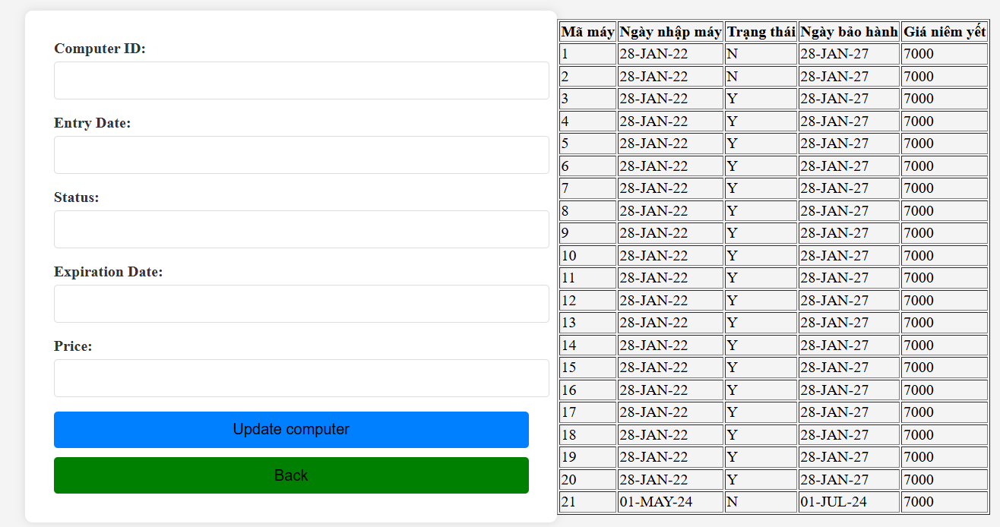 Computer ID:
Entry Date:
Status:
Expiration Date:
Price:
Update computer
Back
Mã máy Ngày nhập máy Trạng thái Ngày bảo hành Giá niêm yết
1 28-JAN-22 N 28-JAN-27 7000
2 28-JAN-22 N 28-JAN-27 7000
3 28-JAN-22 Y 28-JAN-27 7000
4 28-JAN-22 Y 28-JAN-27 7000
5 28-JAN-22 Y 28-JAN-27 7000
6 28-JAN-22 Y 28-JAN-27 7000
7 28-JAN-22 Y 28-JAN-27 7000
8 28-JAN-22 Y 28-JAN-27 7000
9 28-JAN-22 Y 28-JAN-27 7000
10 28-JAN-22 Y 28-JAN-27 7000
11 28-JAN-22 Y 28-JAN-27 7000
12 28-JAN-22 Y 28-JAN-27 7000
13 28-JAN-22 Y 28-JAN-27 7000
14 28-JAN-22 Y 28-JAN-27 7000
15 28-JAN-22 Y 28-JAN-27 7000
16 28-JAN-22 Y 28-JAN-27 7000
17 28-JAN-22 Y 28-JAN-27 7000
18 28-JAN-22 Y 28-JAN-27 7000
19 28-JAN-22 Y 28-JAN-27 7000
20 28-JAN-22 Y 28-JAN-27 7000
21 01-MAY-24 N 01-JUL-24 7000